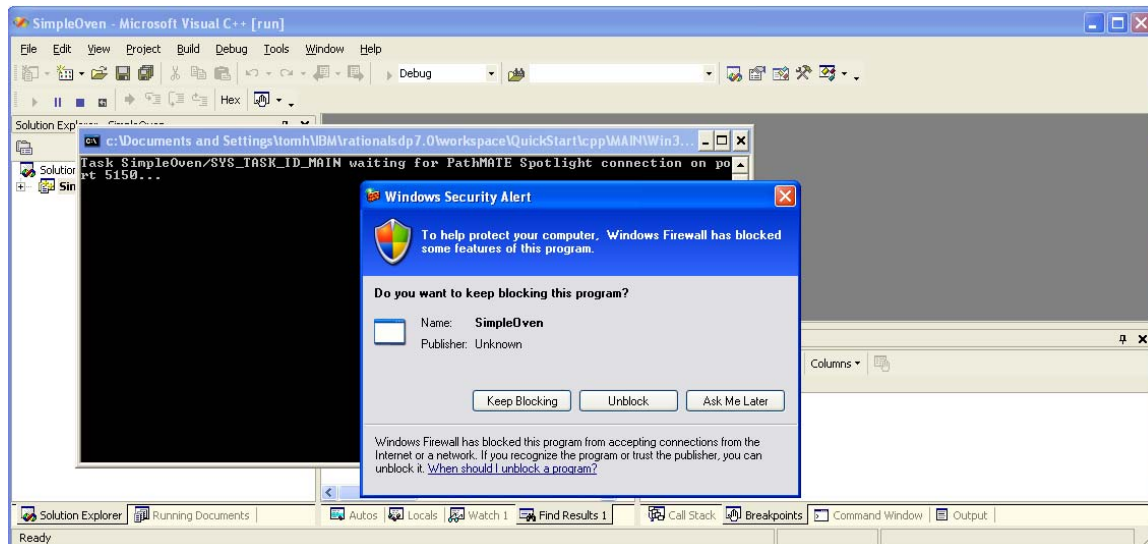 SimpleOven - Microsoft Visual C++ [run]
File Edit View Project Build Debug Tools Window Help
Debug
Hex
Solution Explorer - SimpleOven
c:\Documents and Settings\tomh\IBM\rationalsdp7.0\workspace\QuickStart\cpp\MAIN\Win3...
Task SimpleOven/SYS_TASK_ID_MAIN waiting for PathMATE Spotlight connection on po
rt 5150...
Solution
Sim
Windows Security Alert
To help protect your computer, Windows Firewall has blocked
some features of this program.
Do you want to keep blocking this program?
Name: SimpleOven
Publisher: Unknown
Keep Blocking Unblock Ask Me Later
Windows Firewall has blocked this program from accepting connections from the
Internet or a network. If you recognize the program or trust the publisher, you can
unblock it. When should I unblock a program?
Columns
Solution Explorer Running Documents Autos Locals Watch 1 Find Results 1 Call Stack Breakpoints Command Window Output
Ready